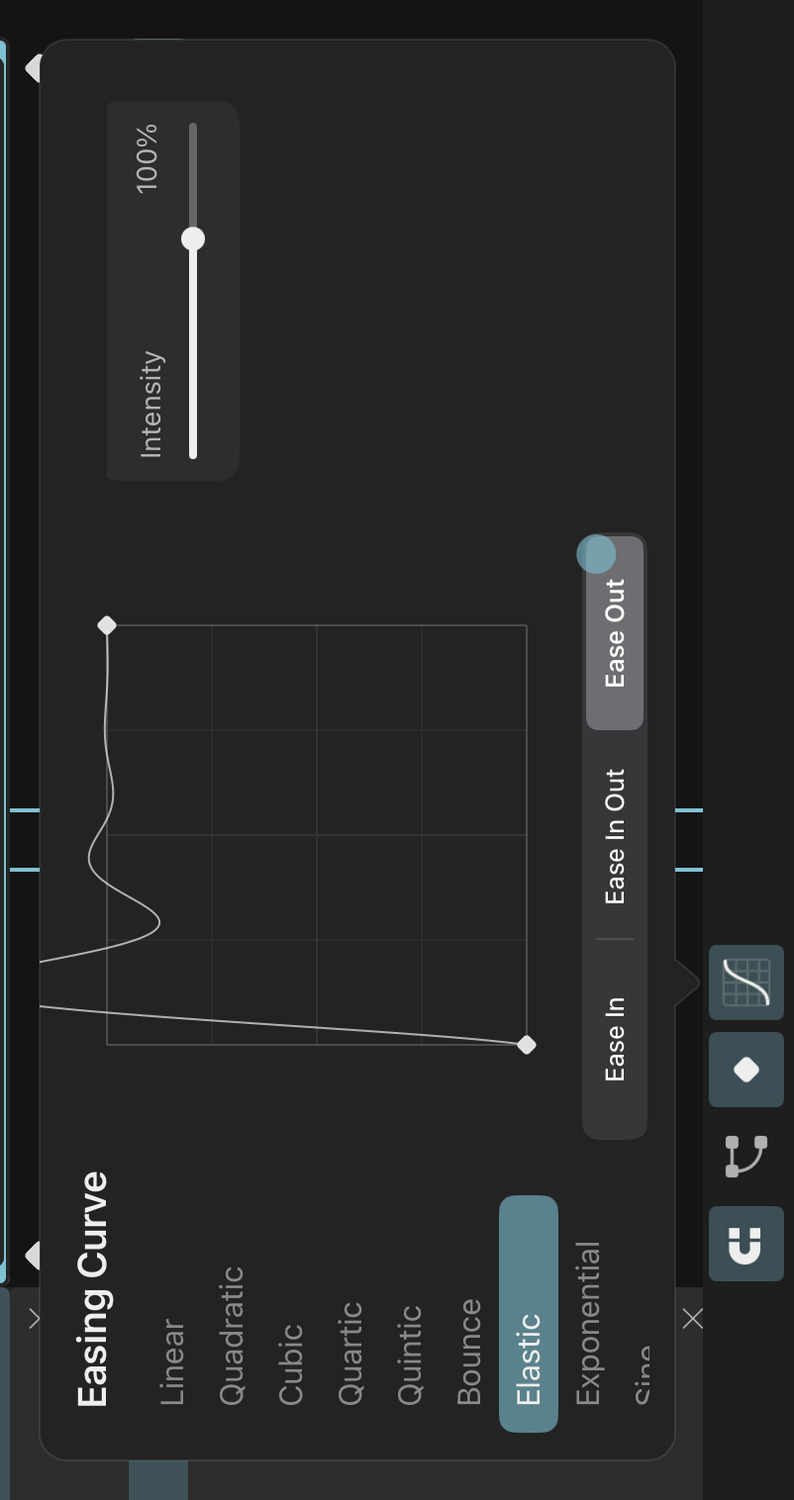 Easing Curve
Linear
Quadratic
Cubic
Quartic
Quintic
Bounce
Elastic
Exponential
Sine
Intensity
100%
Ease In
Ease In Out
Ease Out